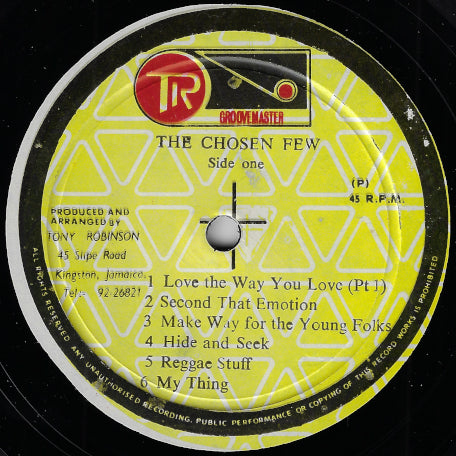 TR
GROOVEMASTER
THE CHOSEN FEW
Side one
(P)
45 R.P.M.
PRODUCED AND
ARRANGED BY
TONY ROBINSON
45 Slipe Road
Kingston, Jamaica.
Tel:- 92-26821
1 Love the Way You Love (Pt 1)
2 Second That Emotion
3 Make Way for the Young Folks
4 Hide and Seek
5 Reggae Stuff
6 My Thing
ALL RIGHTS RESERVED ANY UNAUTHORISED RECORDING, PUBLIC PERFORMANCE OR COPYING OF THIS RECORD WORKS IS PROHIBITED